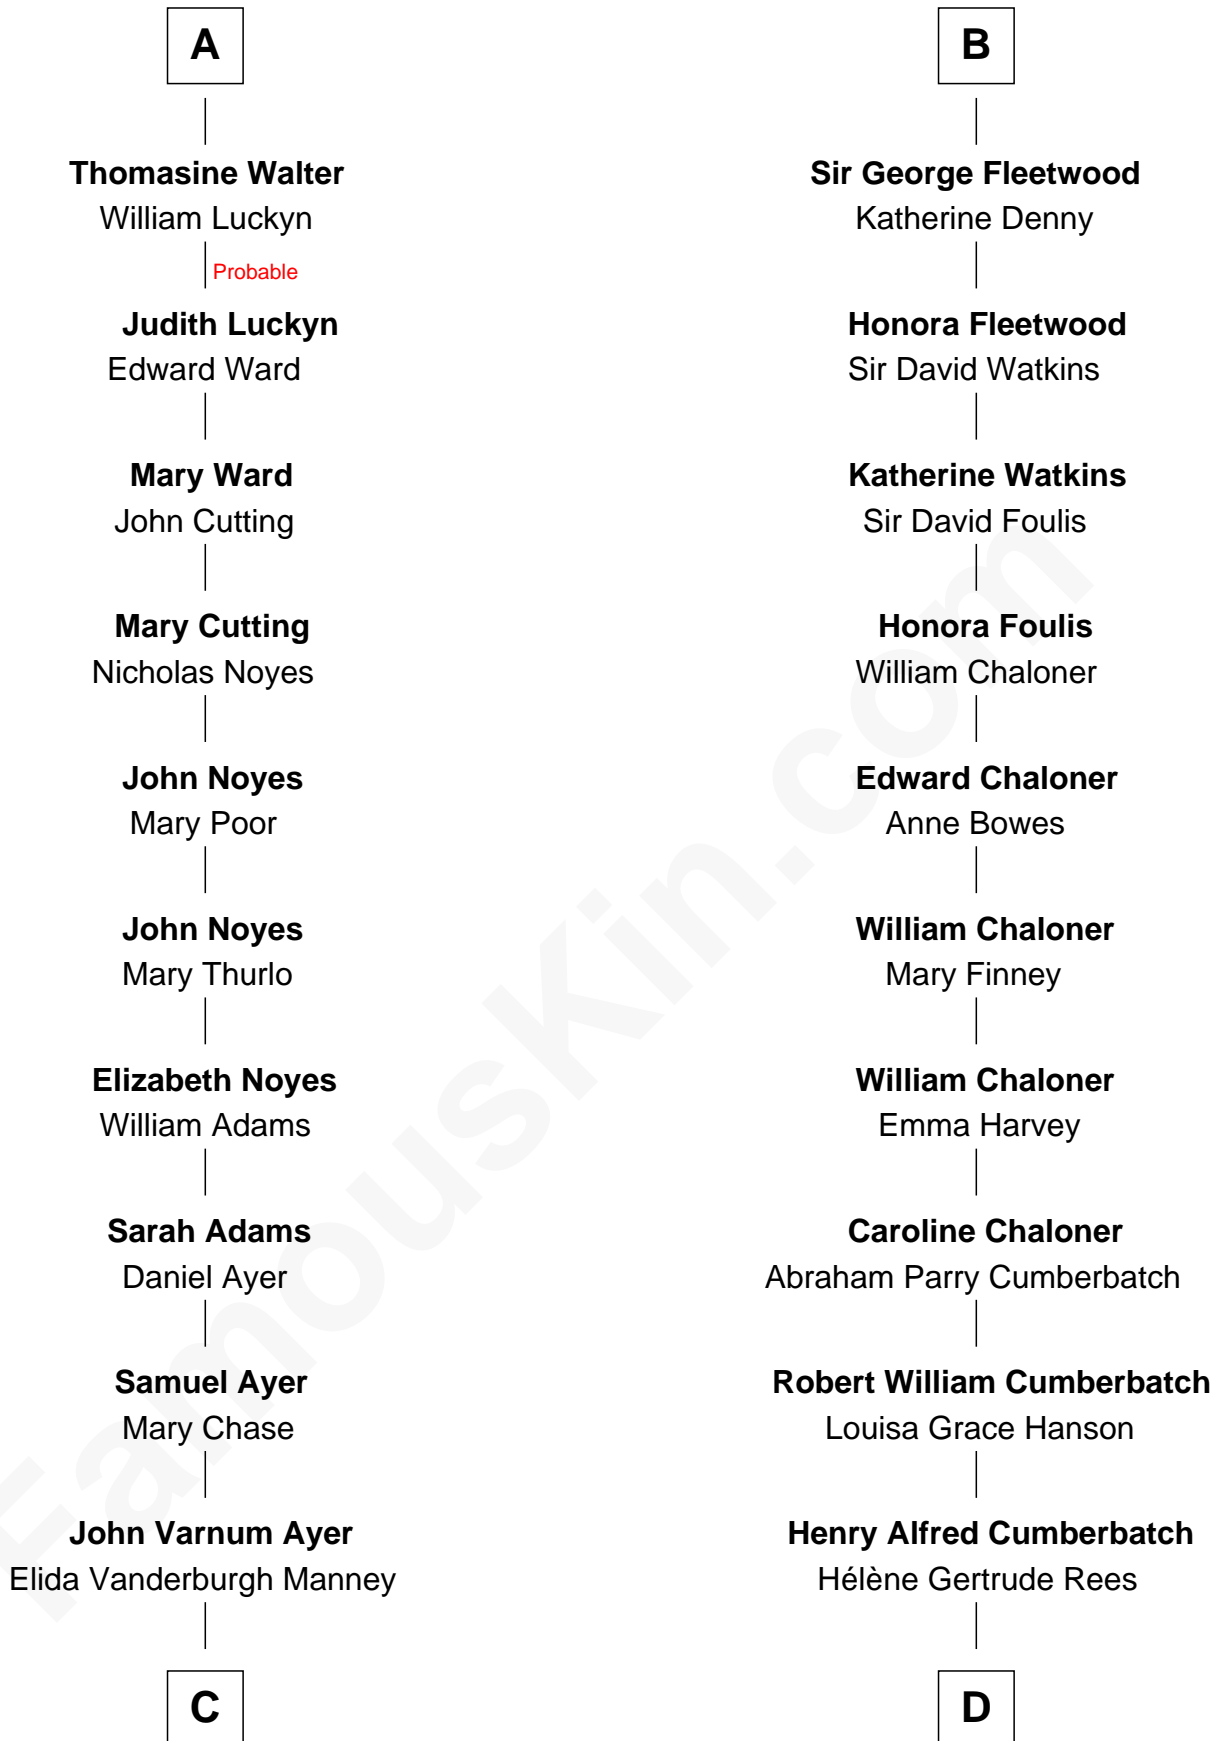 A
Thomasine Walter
William Luckyn
Probable
Judith Luckyn
Edward Ward
Mary Ward
John Cutting
Mary Cutting
Nicholas Noyes
John Noyes
Mary Poor
John Noyes
Mary Thurlo
Elizabeth Noyes
William Adams
Sarah Adams
Daniel Ayer
Samuel Ayer
Mary Chase
John Varnum Ayer
Elida Vanderburgh Manney
C
B
Sir George Fleetwood
Katherine Denny
Honora Fleetwood
Sir David Watkins
Katherine Watkins
Sir David Foulis
Honora Foulis
William Chaloner
Edward Chaloner
Anne Bowes
William Chaloner
Mary Finney
William Chaloner
Emma Harvey
Caroline Chaloner
Abraham Parry Cumberbatch
Robert William Cumberbatch
Louisa Grace Hanson
Henry Alfred Cumberbatch
Hélène Gertrude Rees
D
FamousKin.com